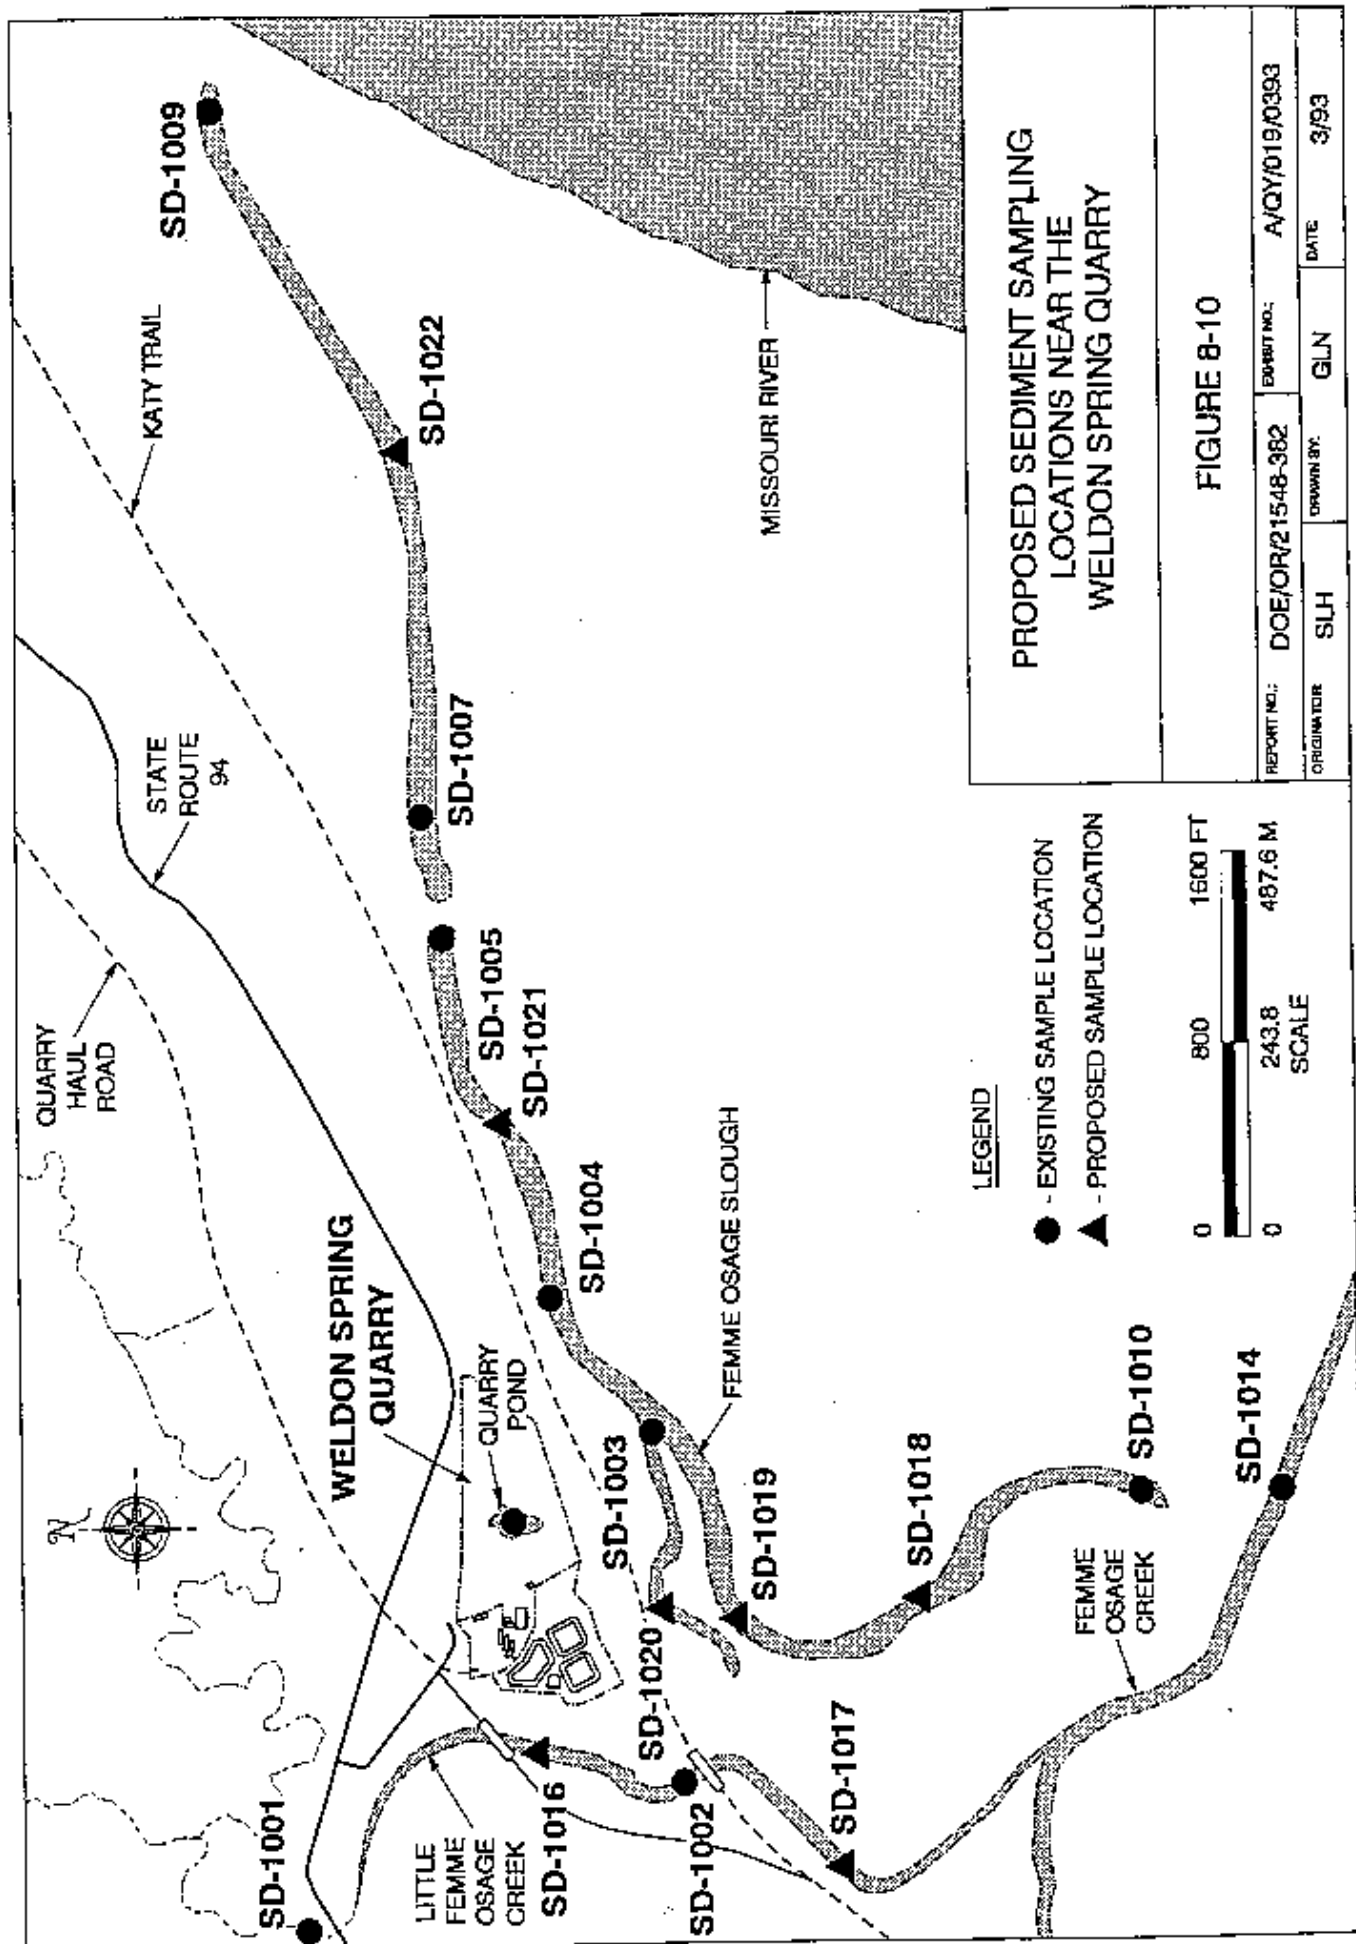 SD-1009
KATY TRAIL
SD-1022
STATE
ROUTE
94
SD-1007
MISSOURI RIVER
QUARRY
HAUL
ROAD
SD-1005
SD-1021
SD-1004
WELDON SPRING
QUARRY
QUARRY
POND
N
SD-1003
FEMME OSAGE SLOUGH
SD-1019
SD-1018
SD-1010
SD-1014
SD-1020
FEMME
OSAGE
CREEK
SD-1001
LITTLE
FEMME
OSAGE
CREEK
SD-1016
SD-1002
SD-1017
LEGEND
- EXISTING SAMPLE LOCATION
- PROPOSED SAMPLE LOCATION
0 800 1600 FT
0 243.8 487.6 M
SCALE
PROPOSED SEDIMENT SAMPLING
LOCATIONS NEAR THE
WELDON SPRING QUARRY
FIGURE 8-10
REPORT NO.: DOE/OR/21548-382 EXHIBIT NO.: A/QY/019/0393
ORIGINATOR: SLH DRAWN BY: GLN DATE: 3/93